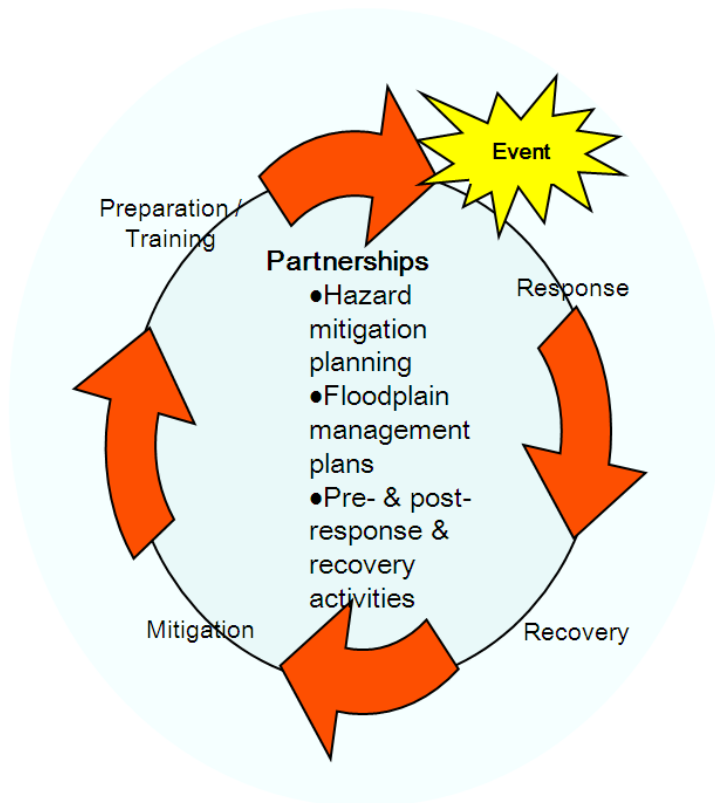 Event
Preparation /
Training
Partnerships
●Hazard
mitigation
planning
●Floodplain
management
plans
●Pre- & post-
response &
recovery
activities
Response
Recovery
Mitigation